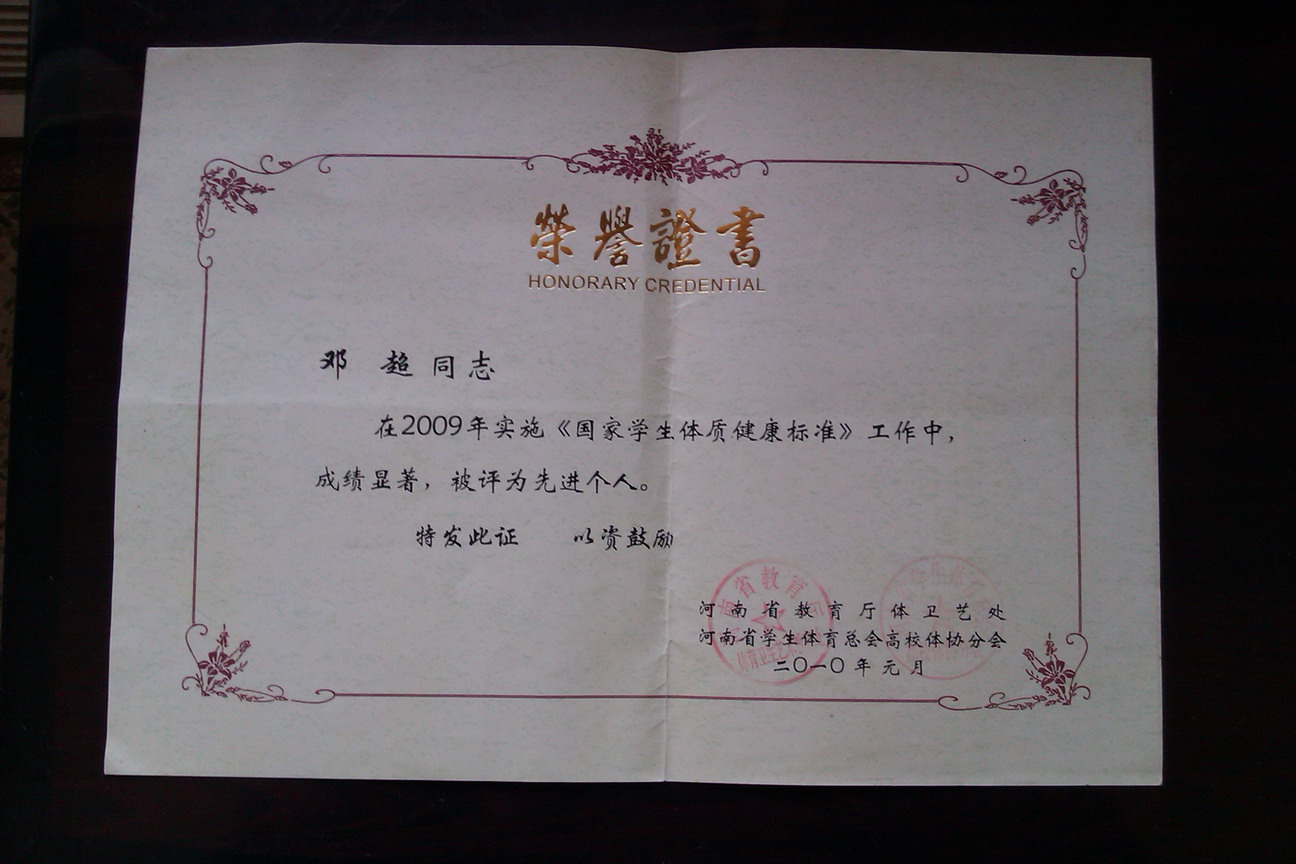 榮譽證書
HONORARY CREDENTIAL
邓 超 同志
在2009年实施《国家学生体质健康标准》工作中，
成绩显著，被评为先进个人。
特发此证 以资鼓励
河南省教育厅体卫艺处
河南省学生体育总会高校体协分会
二〇一〇年元月